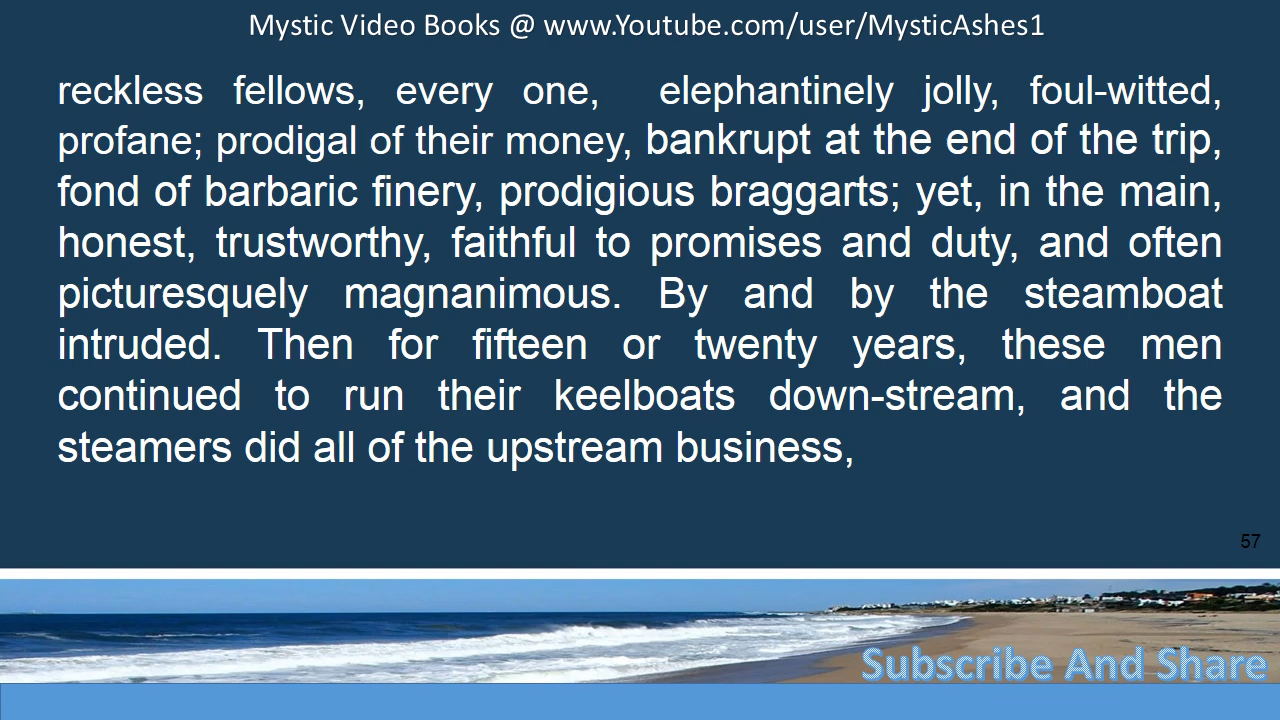 Mystic Video Books @ www.Youtube.com/user/MysticAshes1
reckless fellows, every one, elephantinely jolly, foul-witted,
profane; prodigal of their money, bankrupt at the end of the trip,
fond of barbaric finery, prodigious braggarts; yet, in the main,
honest, trustworthy, faithful to promises and duty, and often
picturesquely magnanimous. By and by the steamboat
intruded. Then for fifteen or twenty years, these men
continued to run their keelboats down-stream, and the
steamers did all of the upstream business,
57
Subscribe And Share